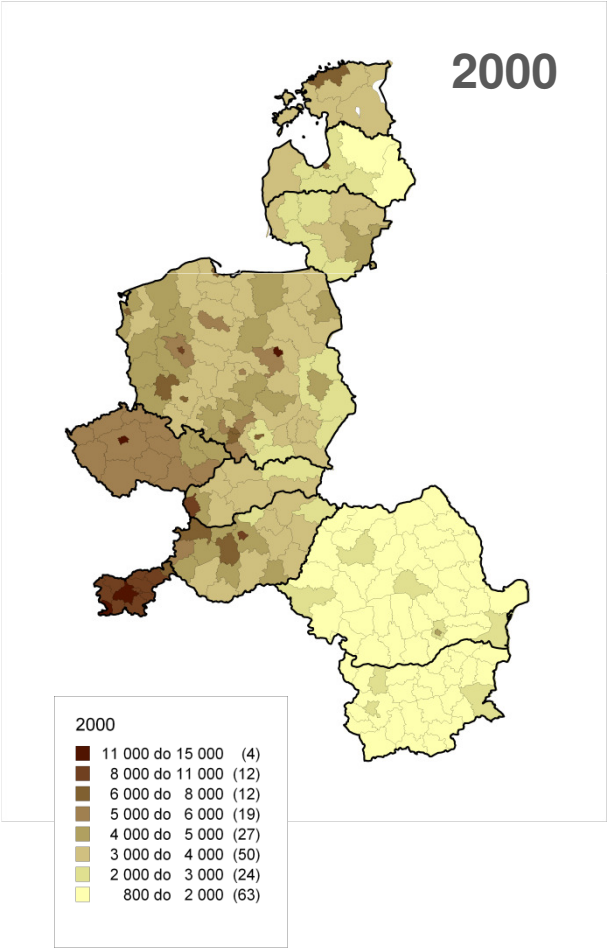 2000
2000
11 000 do 15 000 (4)
8 000 do 11 000 (12)
6 000 do 8 000 (12)
5 000 do 6 000 (19)
4 000 do 5 000 (27)
3 000 do 4 000 (50)
2 000 do 3 000 (24)
800 do 2 000 (63)